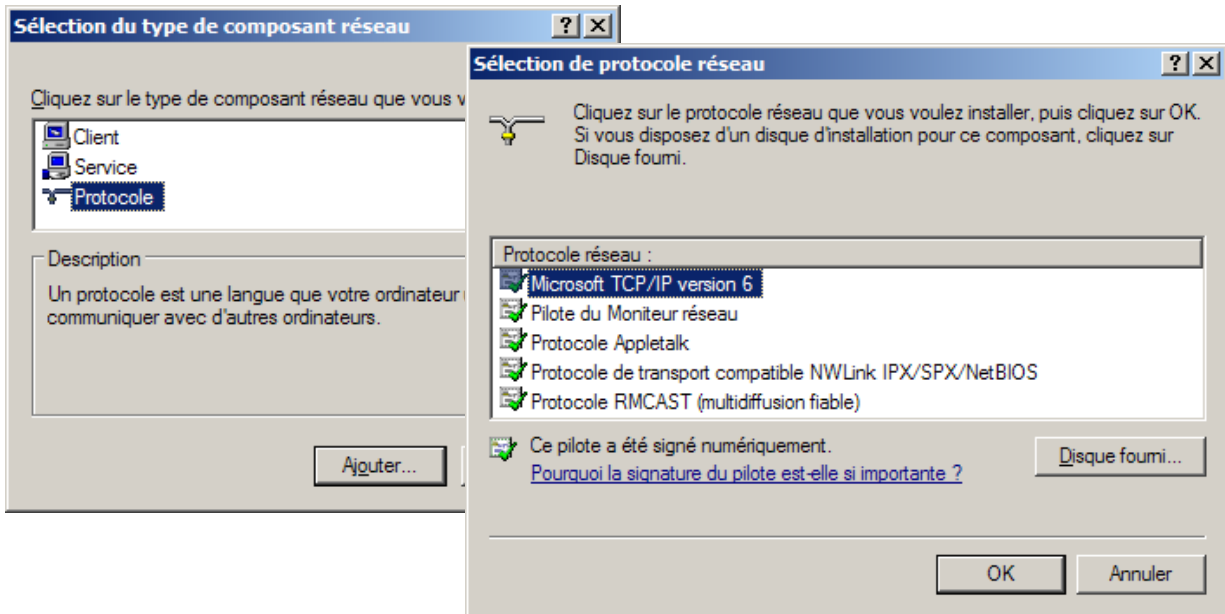 Sélection du type de composant réseau
Cliquez sur le type de composant réseau que vous v
Client
Service
Protocole
Description
Un protocole est une langue que votre ordinateur
communiquer avec d'autres ordinateurs.
Ajouter...
Sélection de protocole réseau
Cliquez sur le protocole réseau que vous voulez installer, puis cliquez sur OK.
Si vous disposez d'un disque d'installation pour ce composant, cliquez sur
Disque fourni.
Protocole réseau :
Microsoft TCP/IP version 6
Pilote du Moniteur réseau
Protocole Appletalk
Protocole de transport compatible NWLink IPX/SPX/NetBIOS
Protocole RMCAST (multidiffusion fiable)
Ce pilote a été signé numériquement.
Pourquoi la signature du pilote est-elle si importante ?
Disque fourni...
OK
Annuler